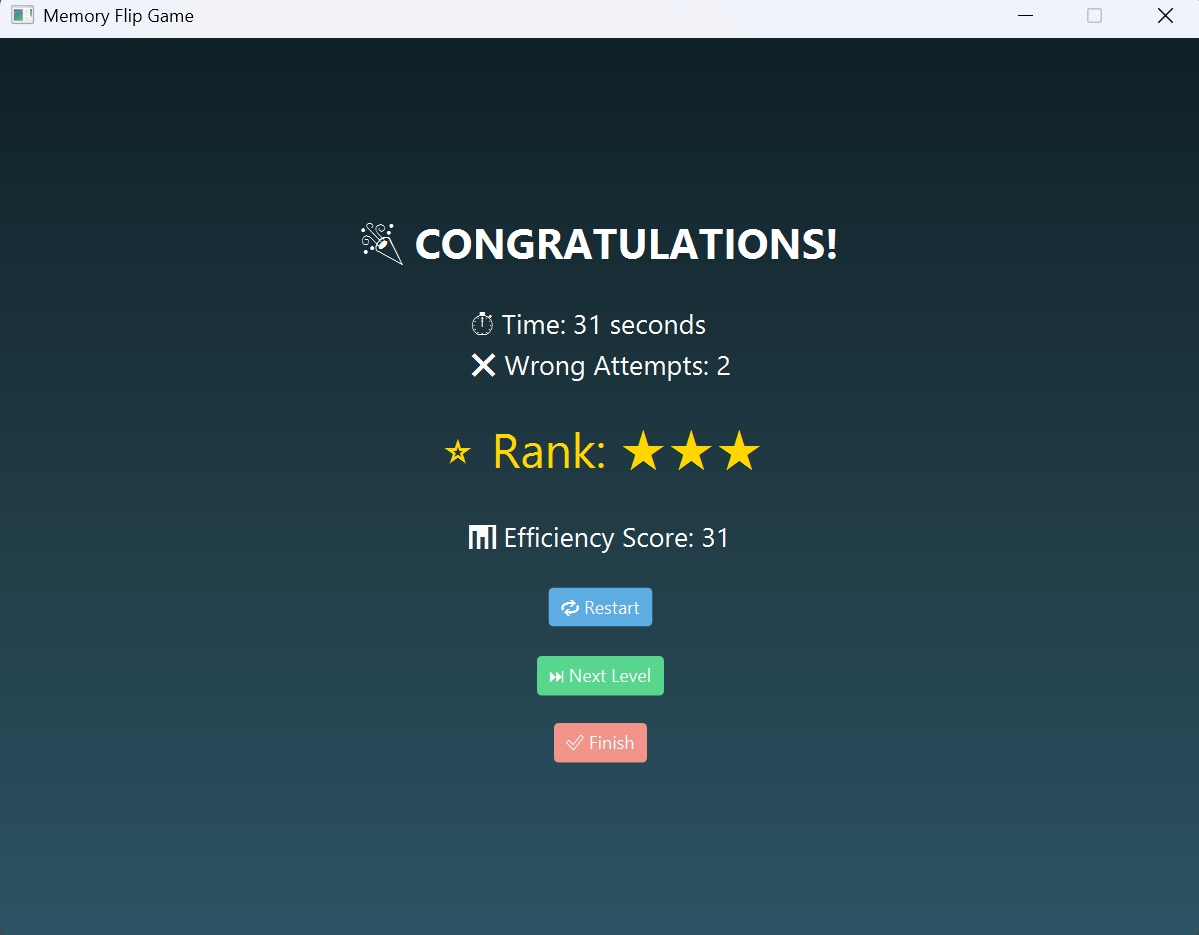 Memory Flip Game
🎉 CONGRATULATIONS!
⏱ Time: 31 seconds
❌ Wrong Attempts: 2
⭐ Rank: ★★★
📊 Efficiency Score: 31
🔁 Restart
⏭ Next Level
✅ Finish